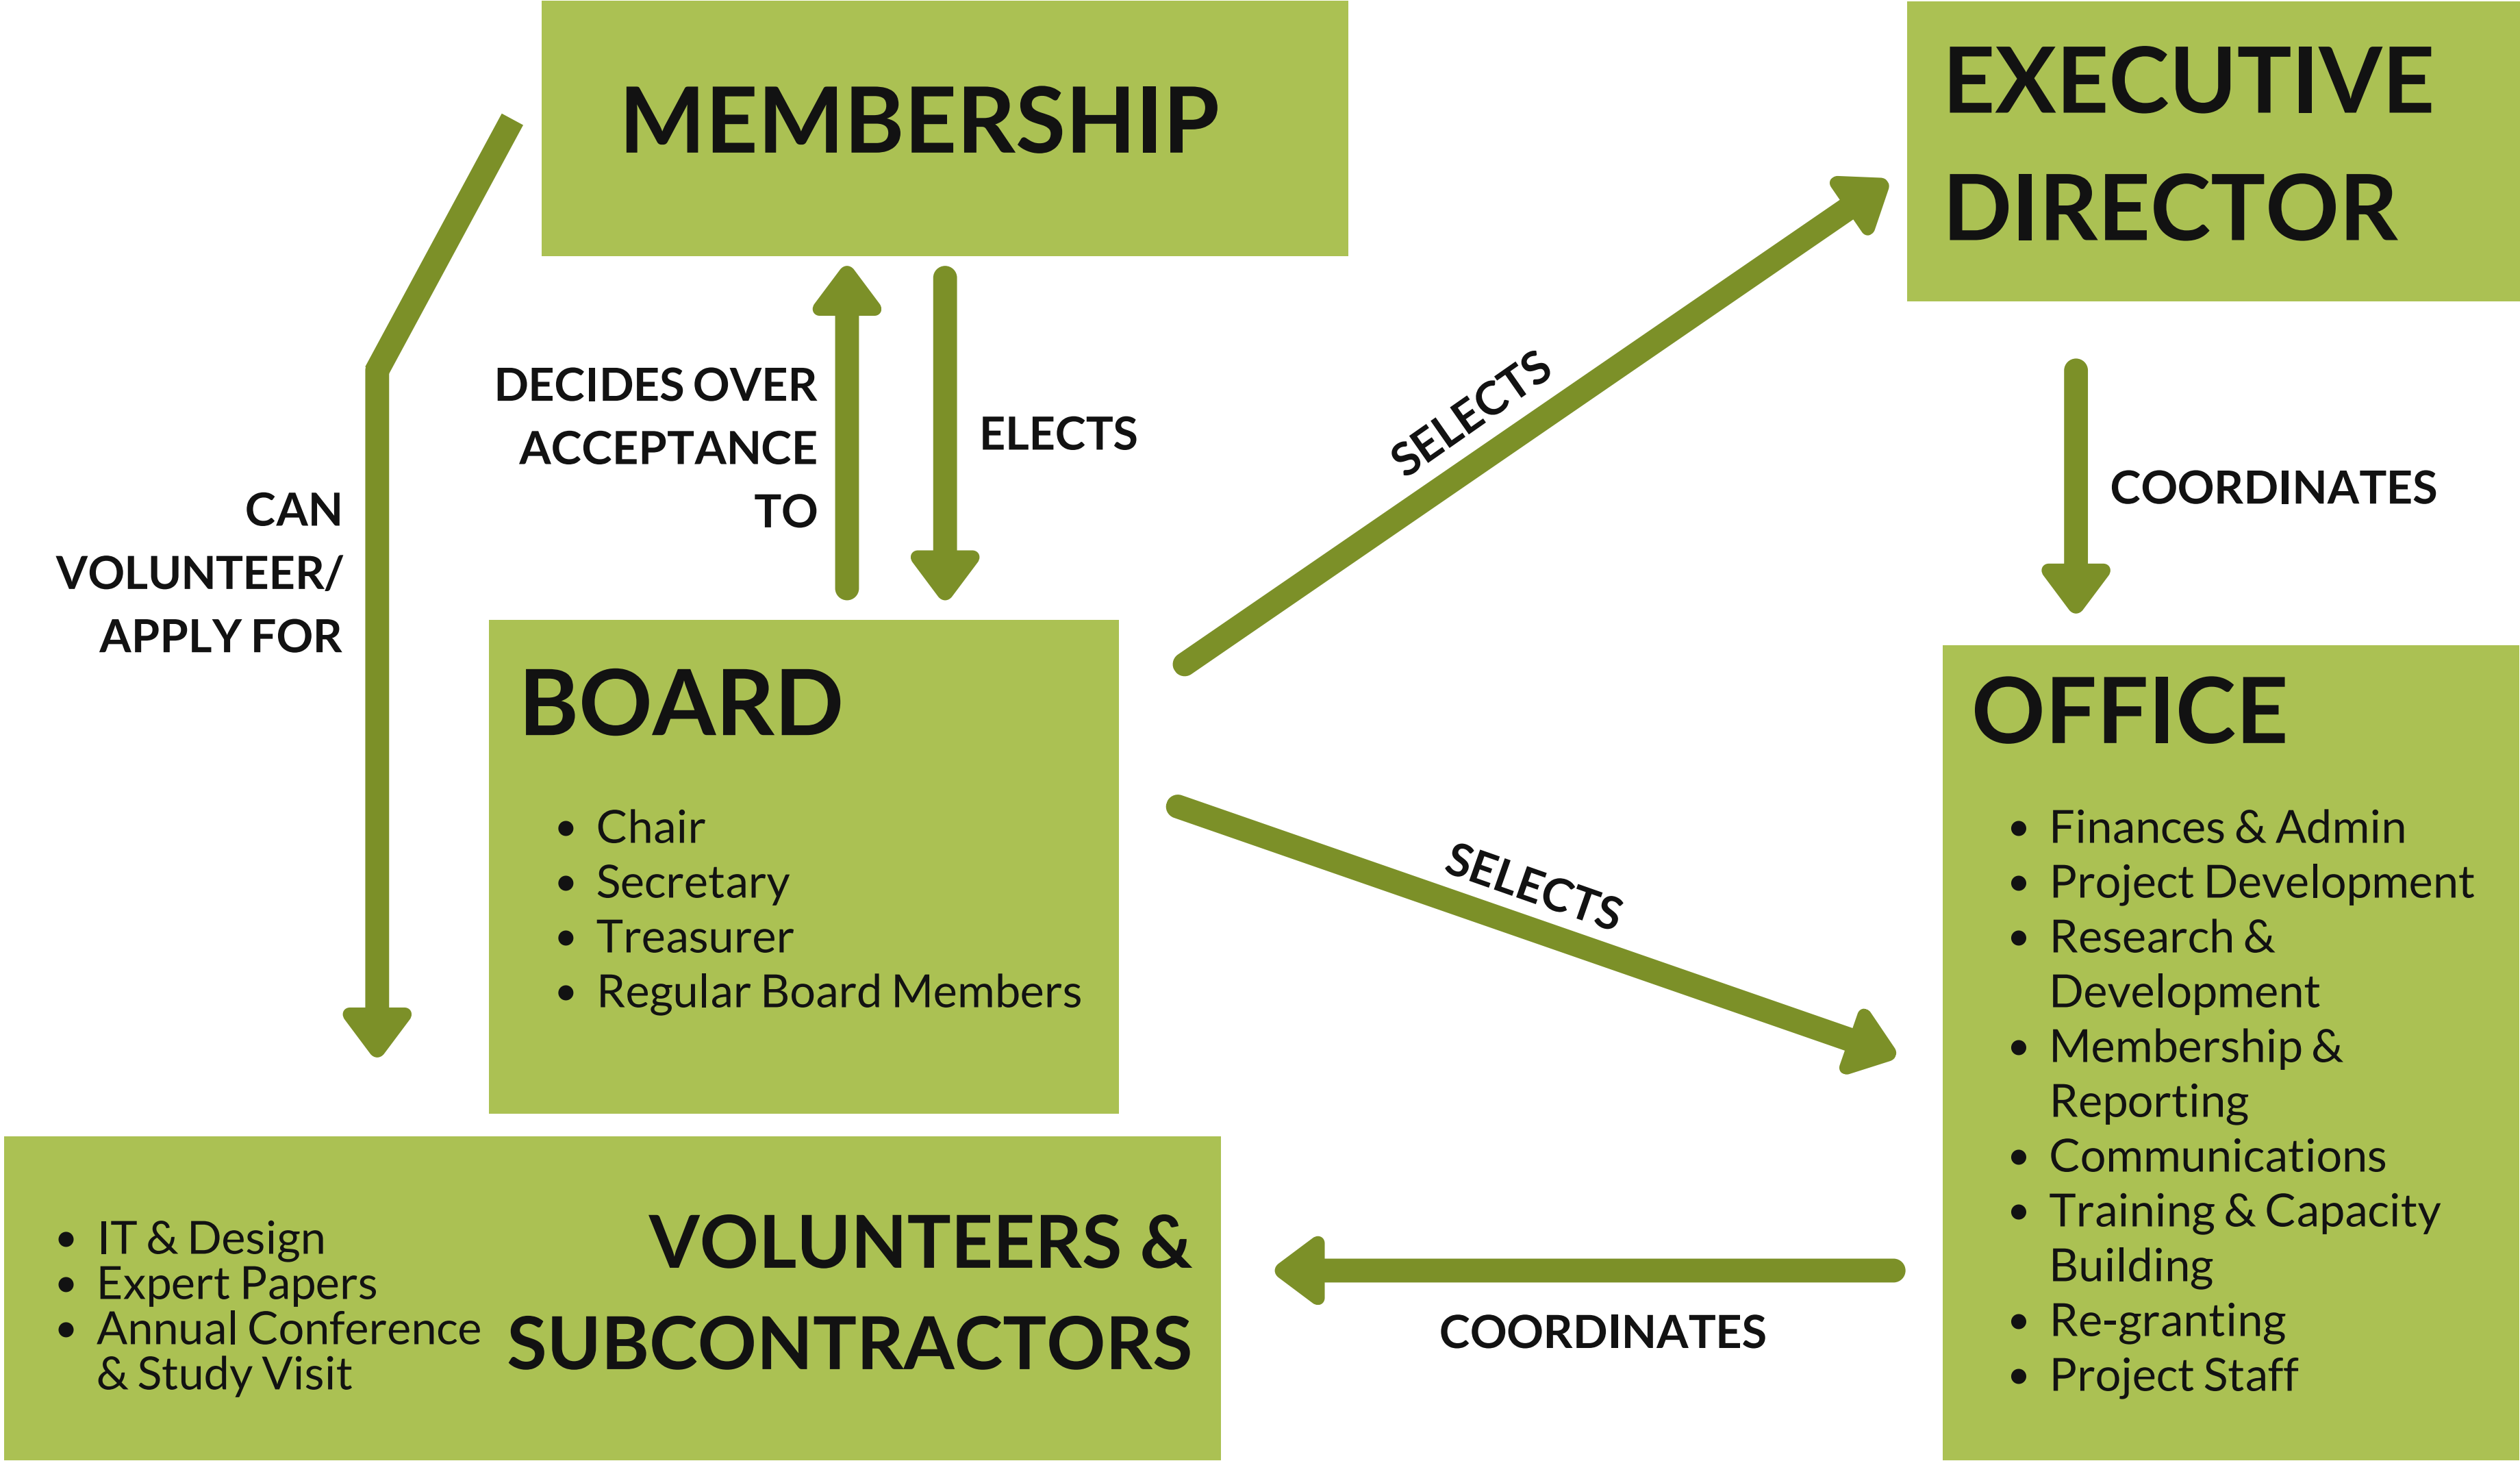 MEMBERSHIP
EXECUTIVE
DIRECTOR
DECIDES OVER
ACCEPTANCE
TO
ELECTS
SELECTS
COORDINATES
CAN
VOLUNTEER/
APPLY FOR
BOARD
• Chair
• Secretary
• Treasurer
• Regular Board Members
SELECTS
OFFICE
• Finances & Admin
• Project Development
• Research &
Development
• Membership &
Reporting
• Communications
• Training & Capacity
Building
• Re-granting
• Project Staff
• IT & Design
• Expert Papers
• Annual Conference
& Study Visit
VOLUNTEERS &
SUBCONTRACTORS
COORDINATES